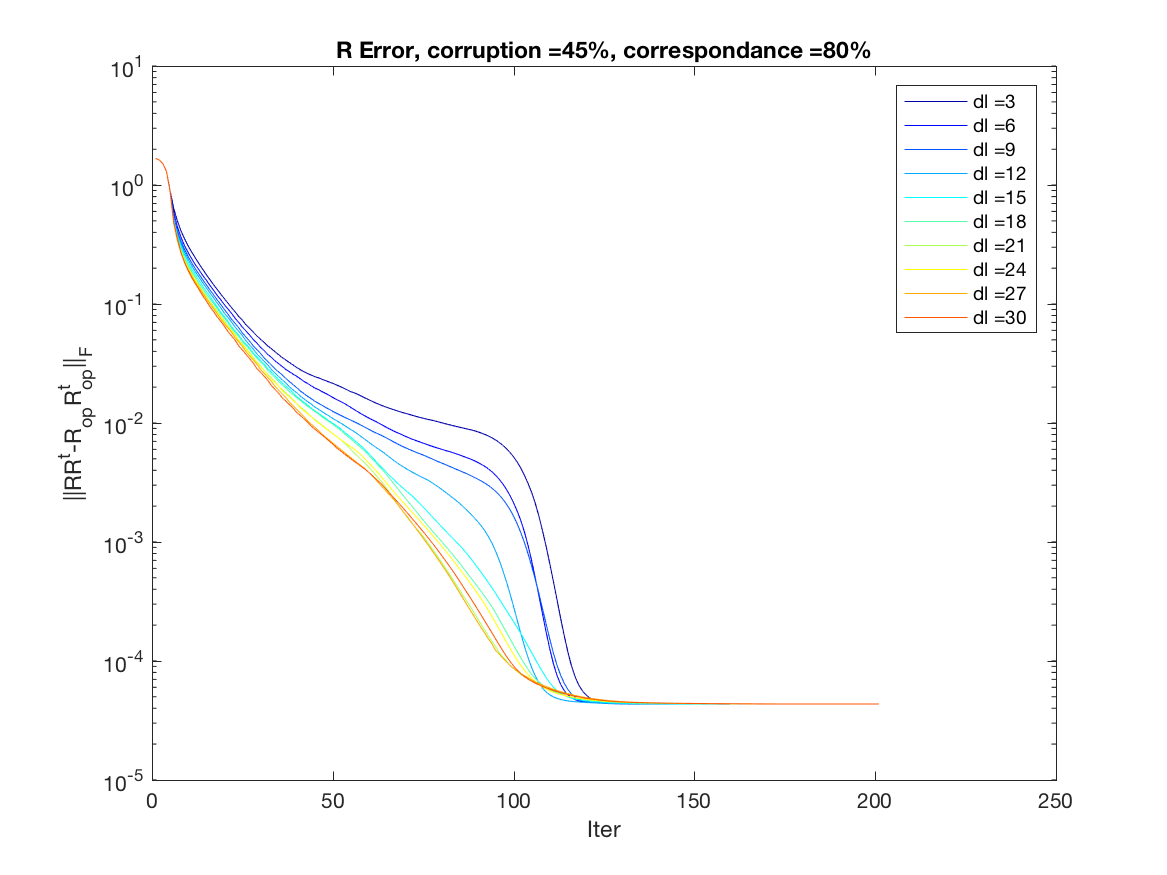 R Error, corruption =45%, correspondance =80%
10^1
10^0
10^-1
10^-2
10^-3
10^-4
10^-5
||RR^t-R_op R_op^t||_F
0 50 100 150 200 250
Iter
dl =3
dl =6
dl =9
dl =12
dl =15
dl =18
dl =21
dl =24
dl =27
dl =30